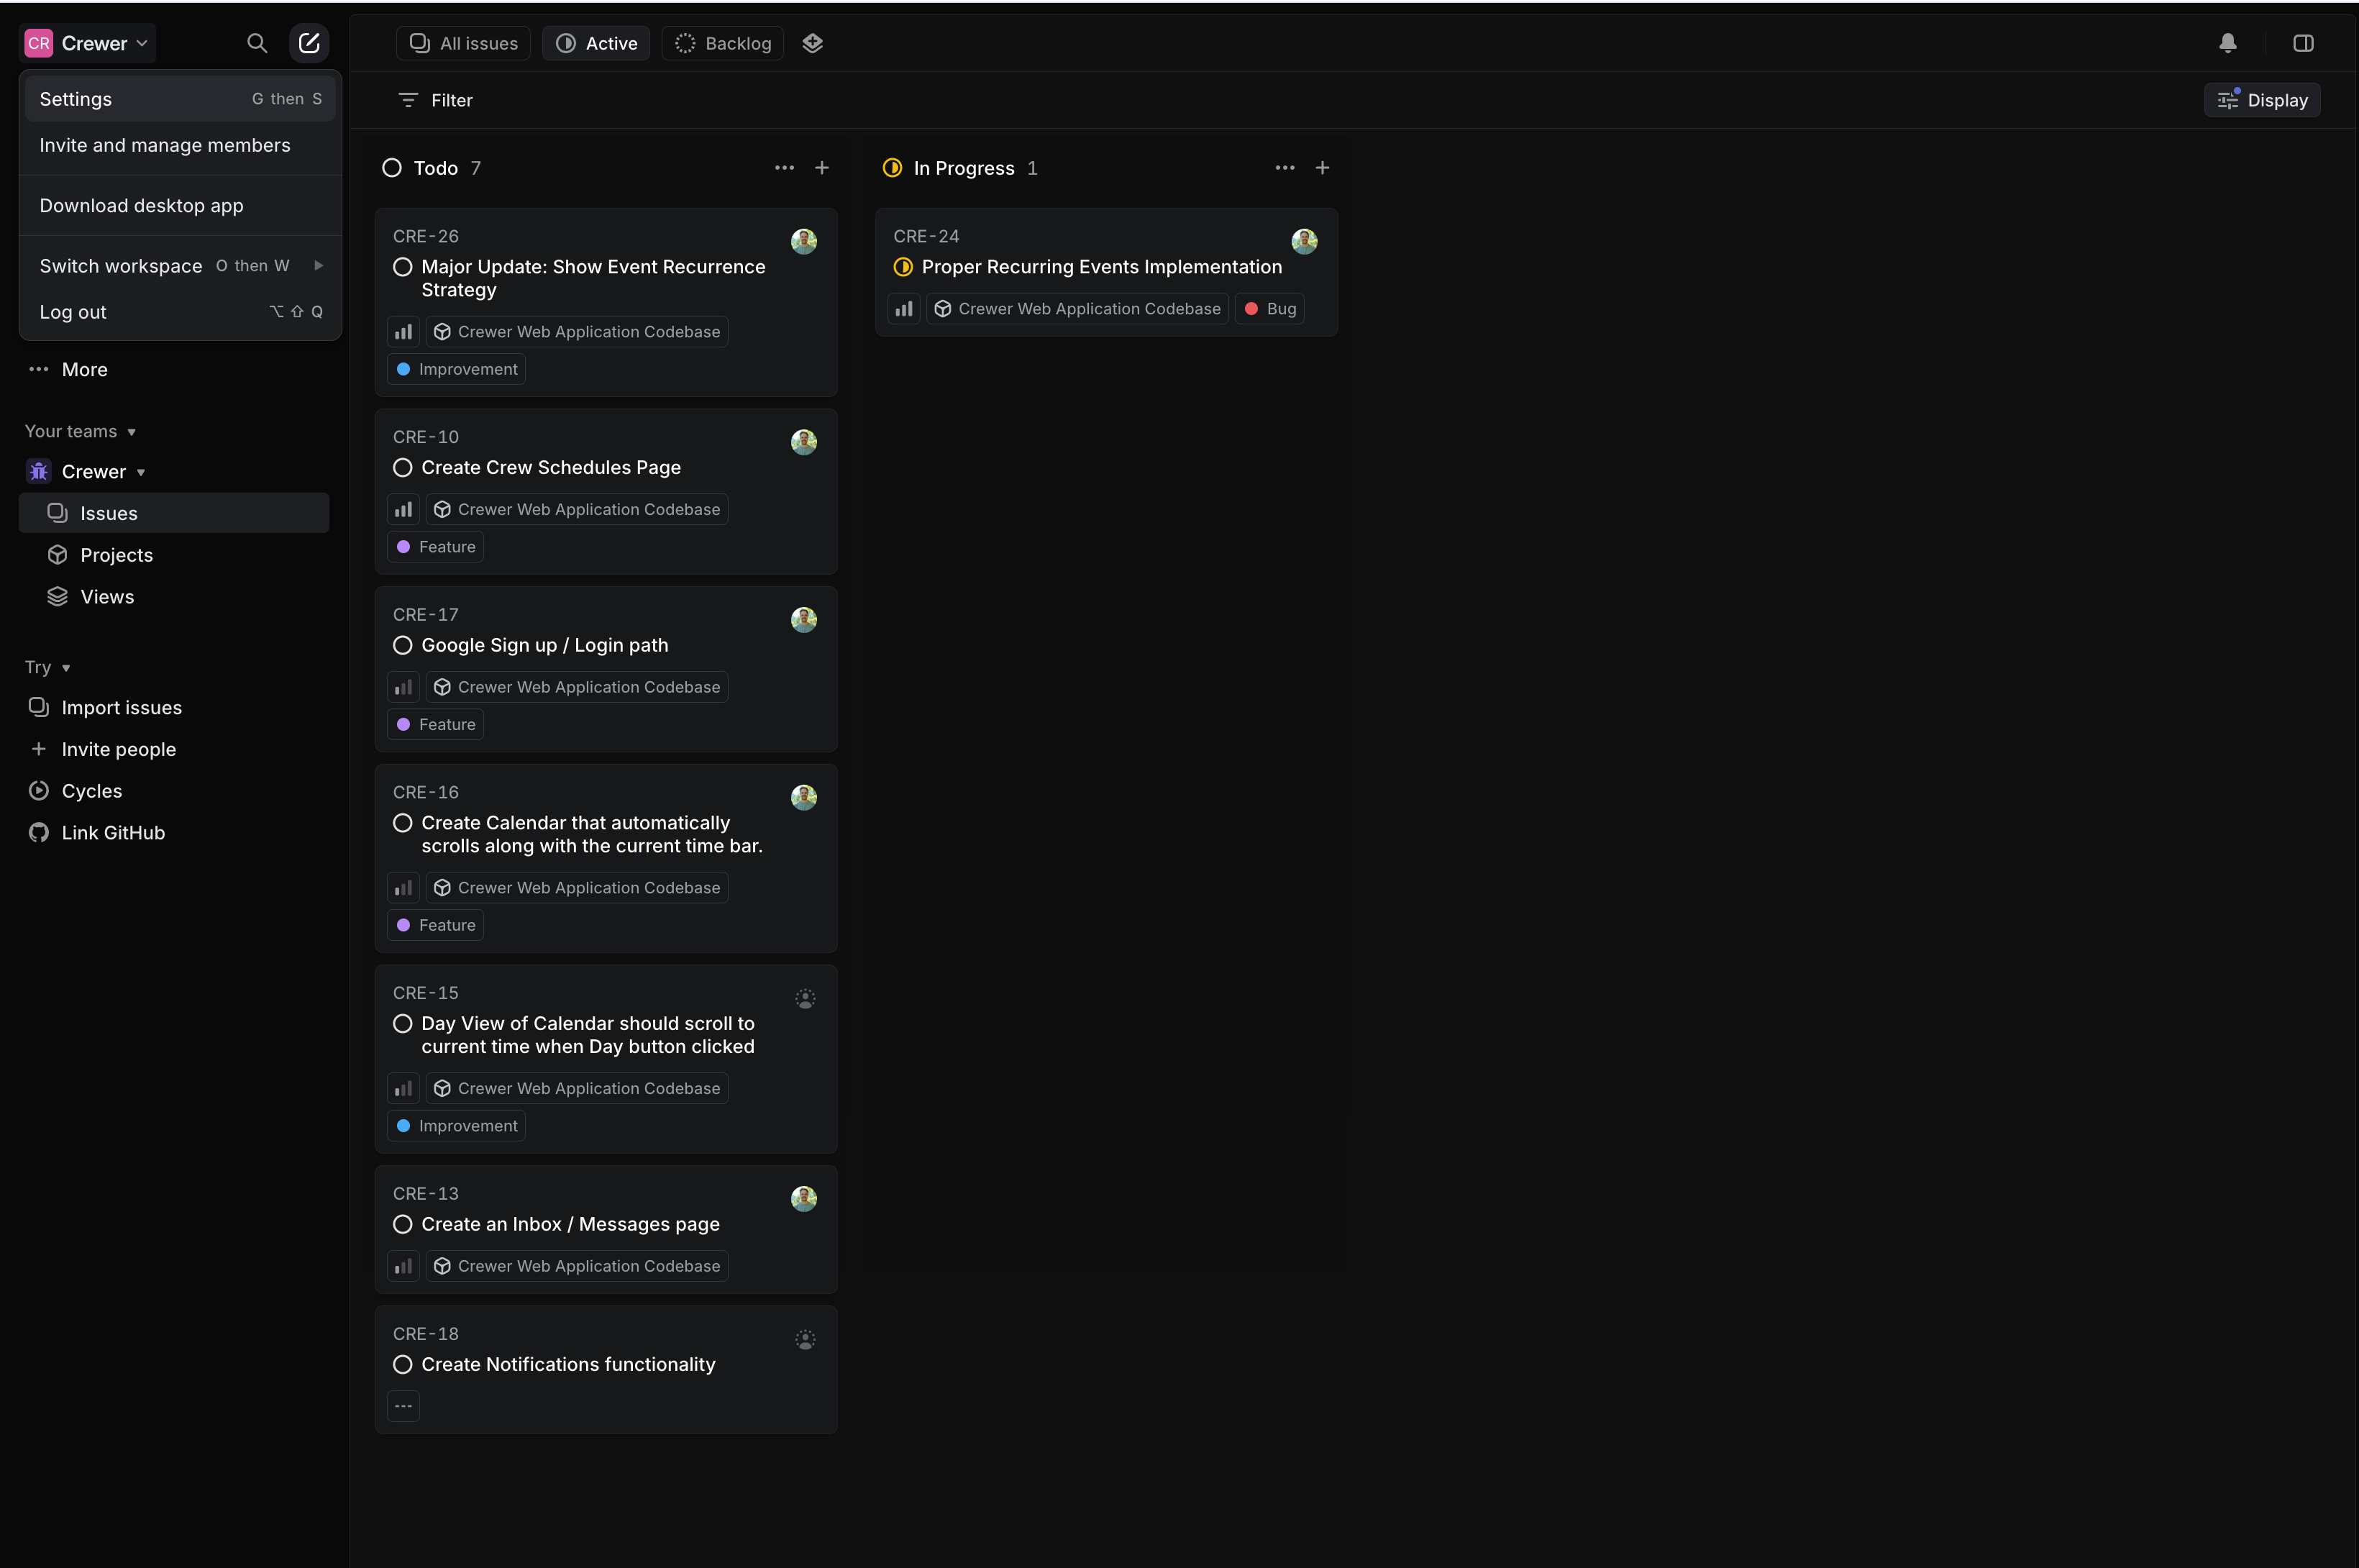 CR Crewer
Settings G then S
Invite and manage members
Download desktop app
Switch workspace O then W
Log out ⌥ ⇧ Q
More
Your teams
Crewer
Issues
Projects
Views
Try
Import issues
Invite people
Cycles
Link GitHub
All issues Active Backlog
Filter Display
Todo 7
CRE-26
Major Update: Show Event Recurrence
Strategy
Crewer Web Application Codebase
Improvement
CRE-10
Create Crew Schedules Page
Crewer Web Application Codebase
Feature
CRE-17
Google Sign up / Login path
Crewer Web Application Codebase
Feature
CRE-16
Create Calendar that automatically
scrolls along with the current time bar.
Crewer Web Application Codebase
Feature
CRE-15
Day View of Calendar should scroll to
current time when Day button clicked
Crewer Web Application Codebase
Improvement
CRE-13
Create an Inbox / Messages page
Crewer Web Application Codebase
CRE-18
Create Notifications functionality
In Progress 1
CRE-24
Proper Recurring Events Implementation
Crewer Web Application Codebase Bug